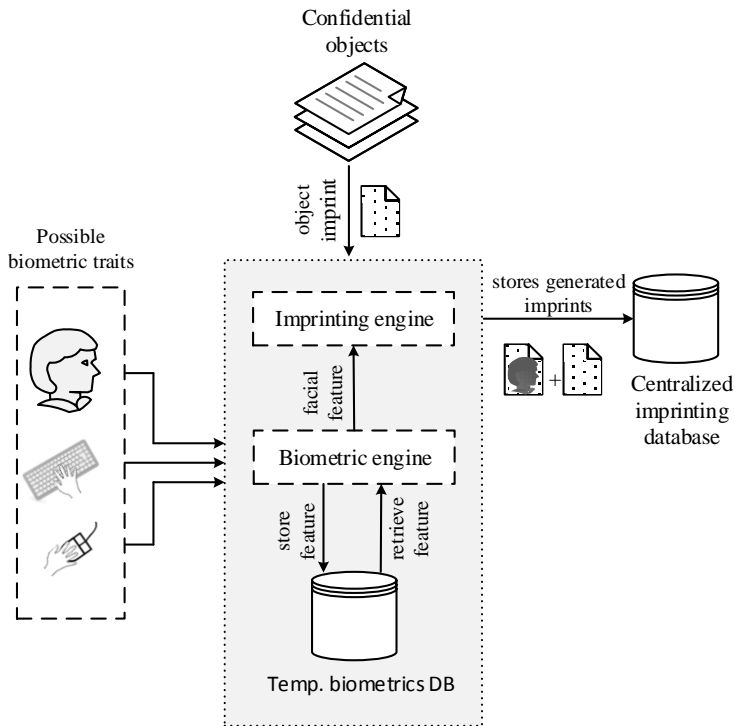 Confidential
objects
object
imprint
Possible
biometric traits
Imprinting engine
stores generated
imprints
+
Centralized
imprinting
database
facial
feature
Biometric engine
store
feature
retrieve
feature
Temp. biometrics DB